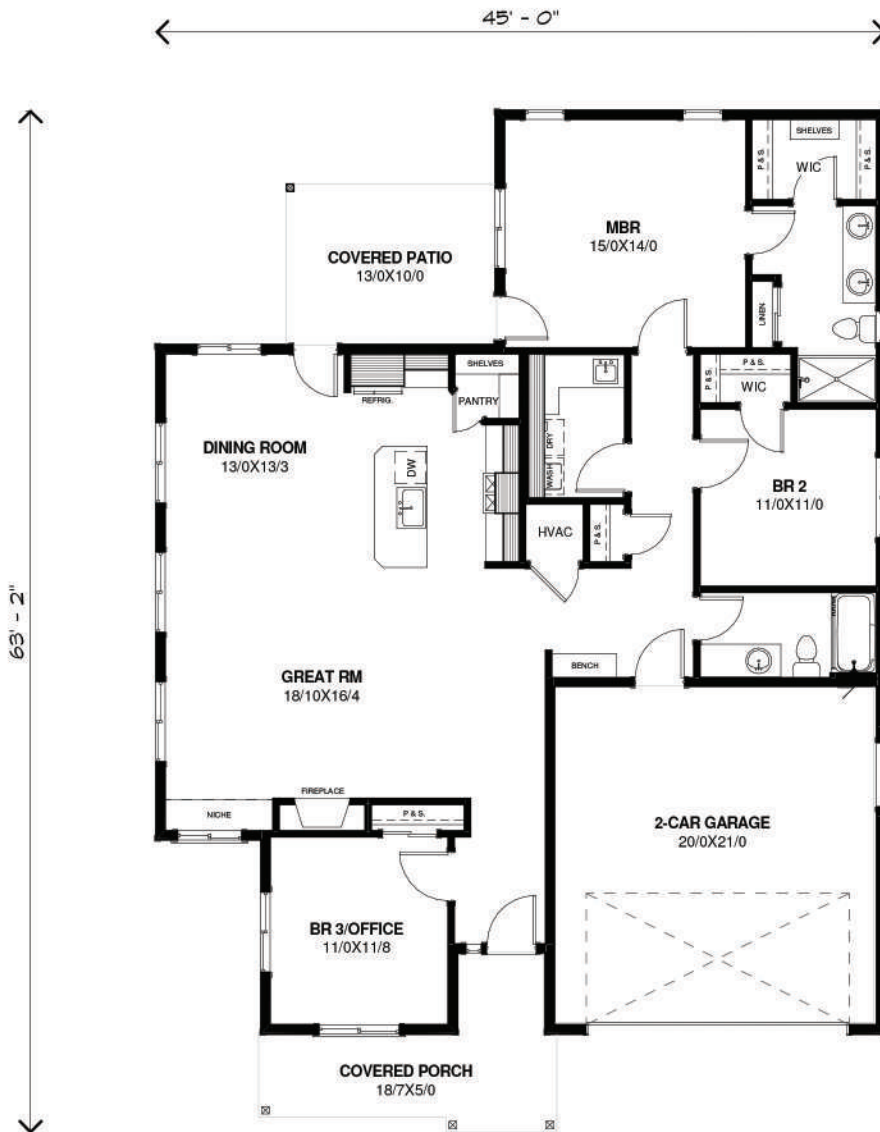 45' - 0"
63' - 2"
SHELVES
P & S.
P & S.
WIC
MBR
15/0X14/0
COVERED PATIO
13/0X10/0
LINEN
SHELVES
PANTRY
REFRIG.
P & S.
P & S.
WIC
DINING ROOM
13/0X13/3
DW
DRY
WASH
BR 2
11/0X11/0
HVAC
P & S.
GREAT RM
18/10X16/4
BENCH
FIREPLACE
NICHE
P & S.
2-CAR GARAGE
20/0X21/0
BR 3/OFFICE
11/0X11/8
COVERED PORCH
18/7X5/0